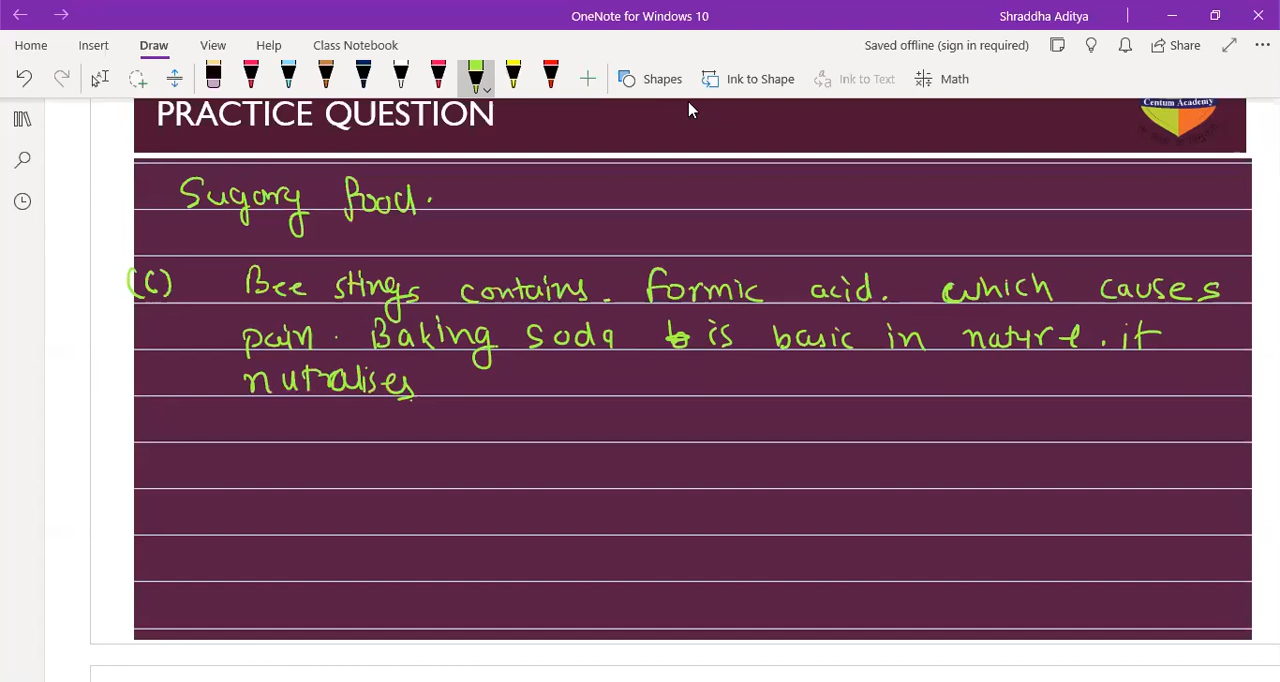 OneNote for Windows 10
Shraddha Aditya
Home Insert Draw View Help Class Notebook
Saved offline (sign in required)
Share
Shapes
Ink to Shape
Ink to Text
Math
PRACTICE QUESTION
Centum Academy
Sugary food.
(C) Bee stings contains. formic acid. which causes
pain. Baking soda is basic in nature. it
nutralises